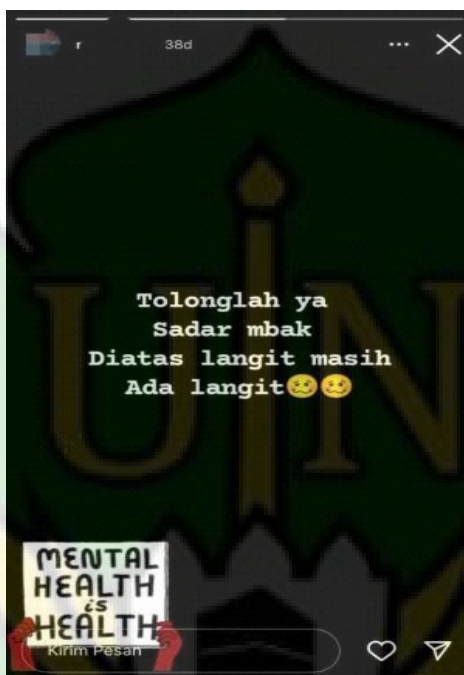 r
38d
UIN
Tolonglah ya
Sadar mbak
Diatas langit masih
Ada langit🥴🥴
MENTAL
HEALTH
is
HEALTH
Kirim Pesan